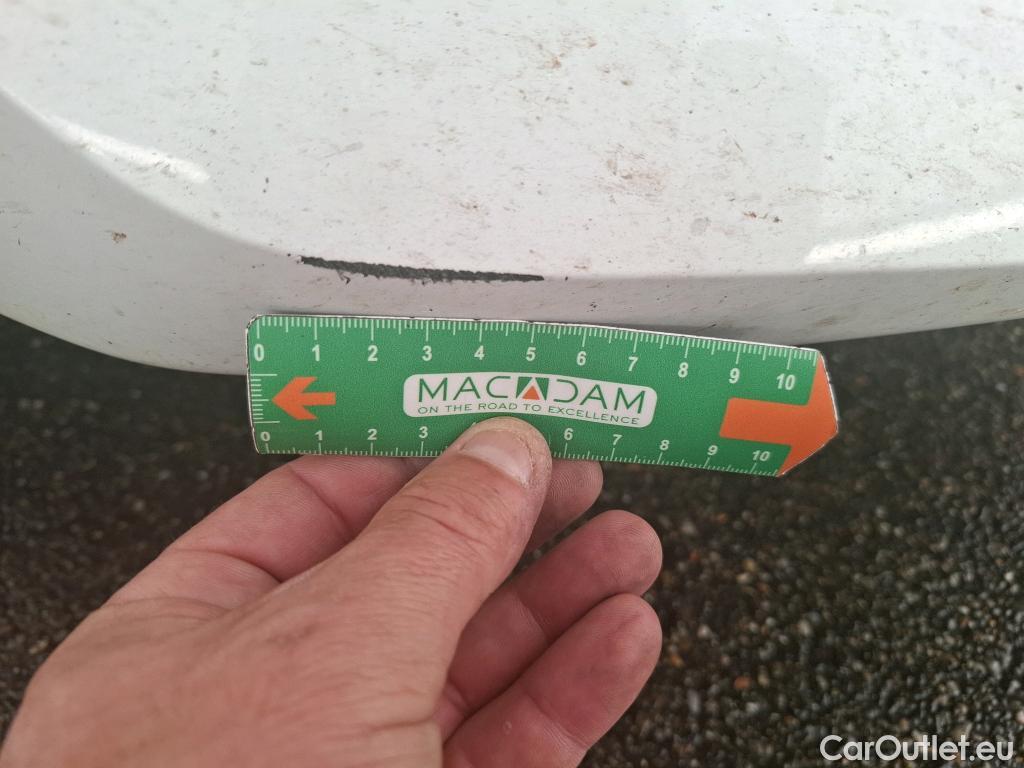 0 1 2 3 4 5 6 7 8 9 10
MACADAM
ON THE ROAD TO EXCELLENCE
0 1 2 3 6 7 8 9 10
CarOutlet.eu